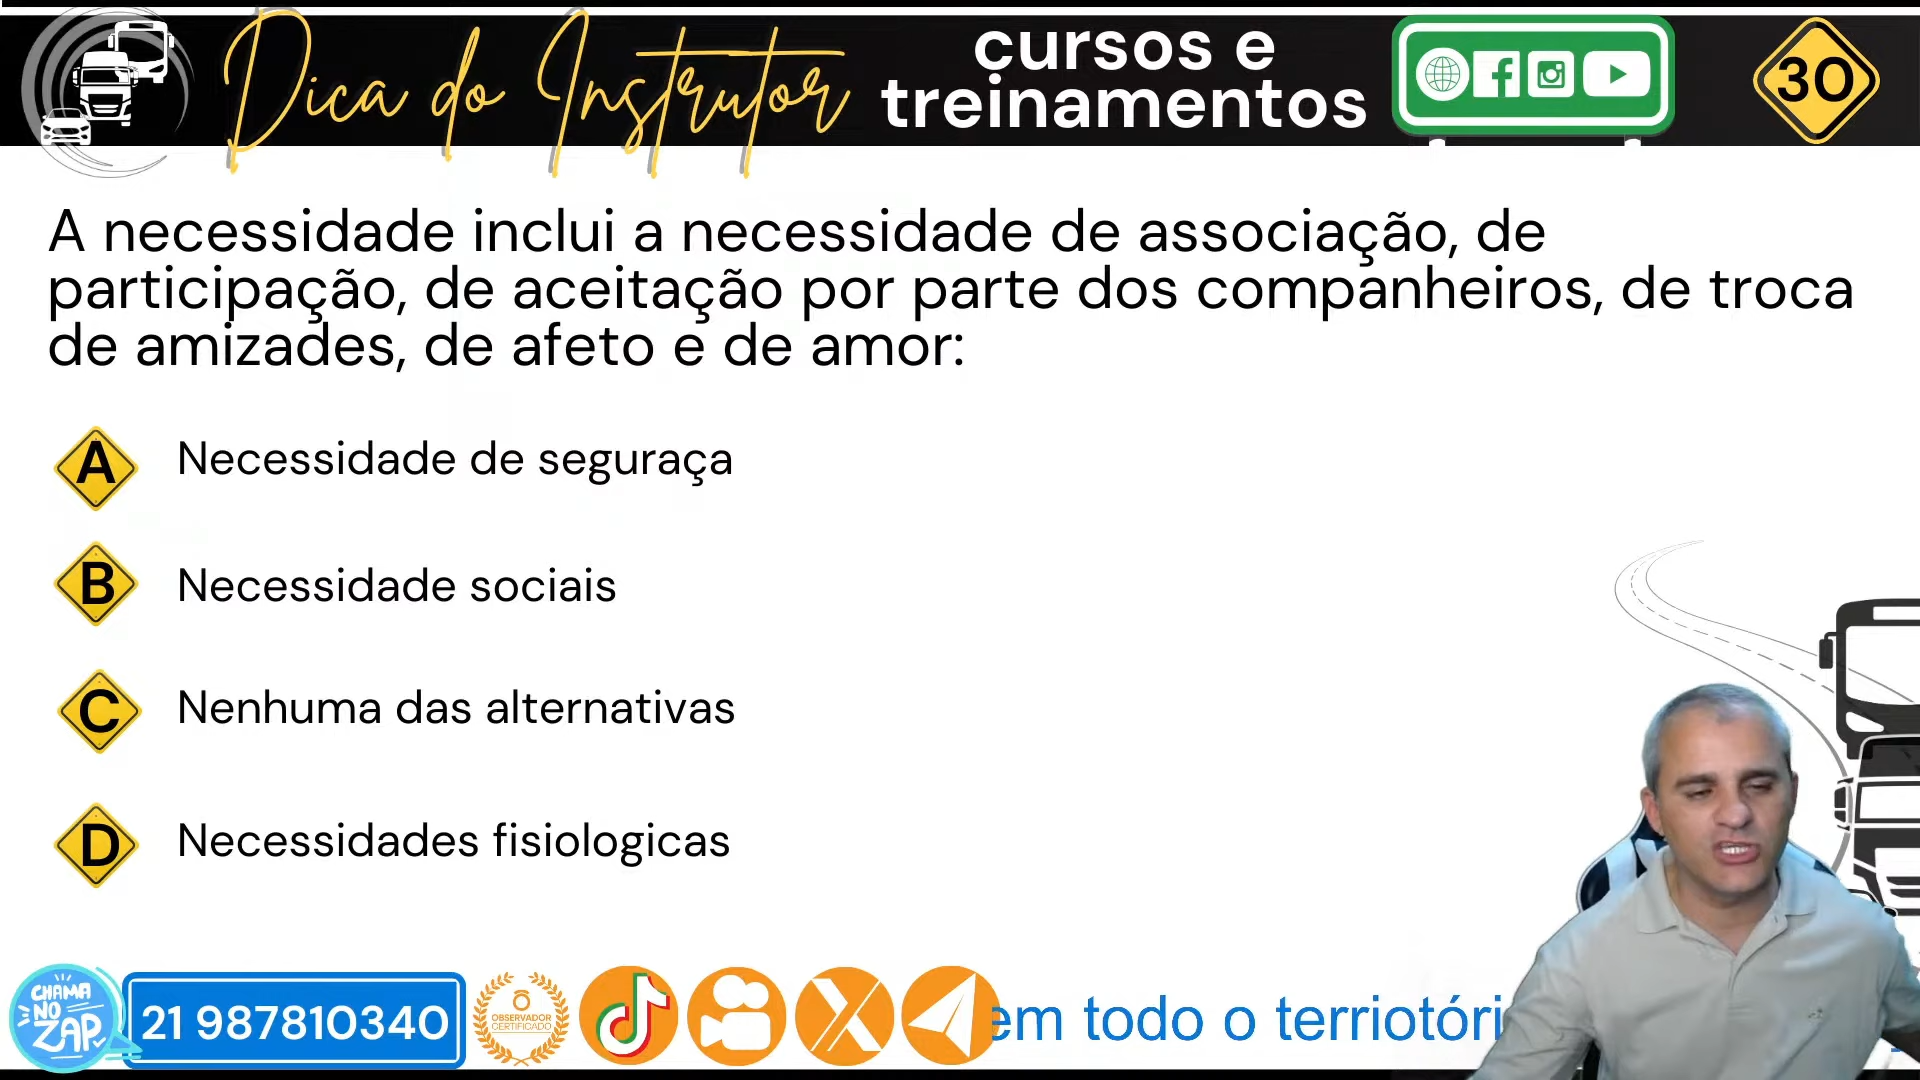 Dica do Instrutor
cursos e
treinamentos
30
A necessidade inclui a necessidade de associação, de
participação, de aceitação por parte dos companheiros, de troca
de amizades, de afeto e de amor:
A Necessidade de seguraça
B Necessidade sociais
C Nenhuma das alternativas
D Necessidades fisiologicas
CHAMA
NO
ZAP
21 987810340
OBSERVADOR
CERTIFICADO
em todo o terriotóri